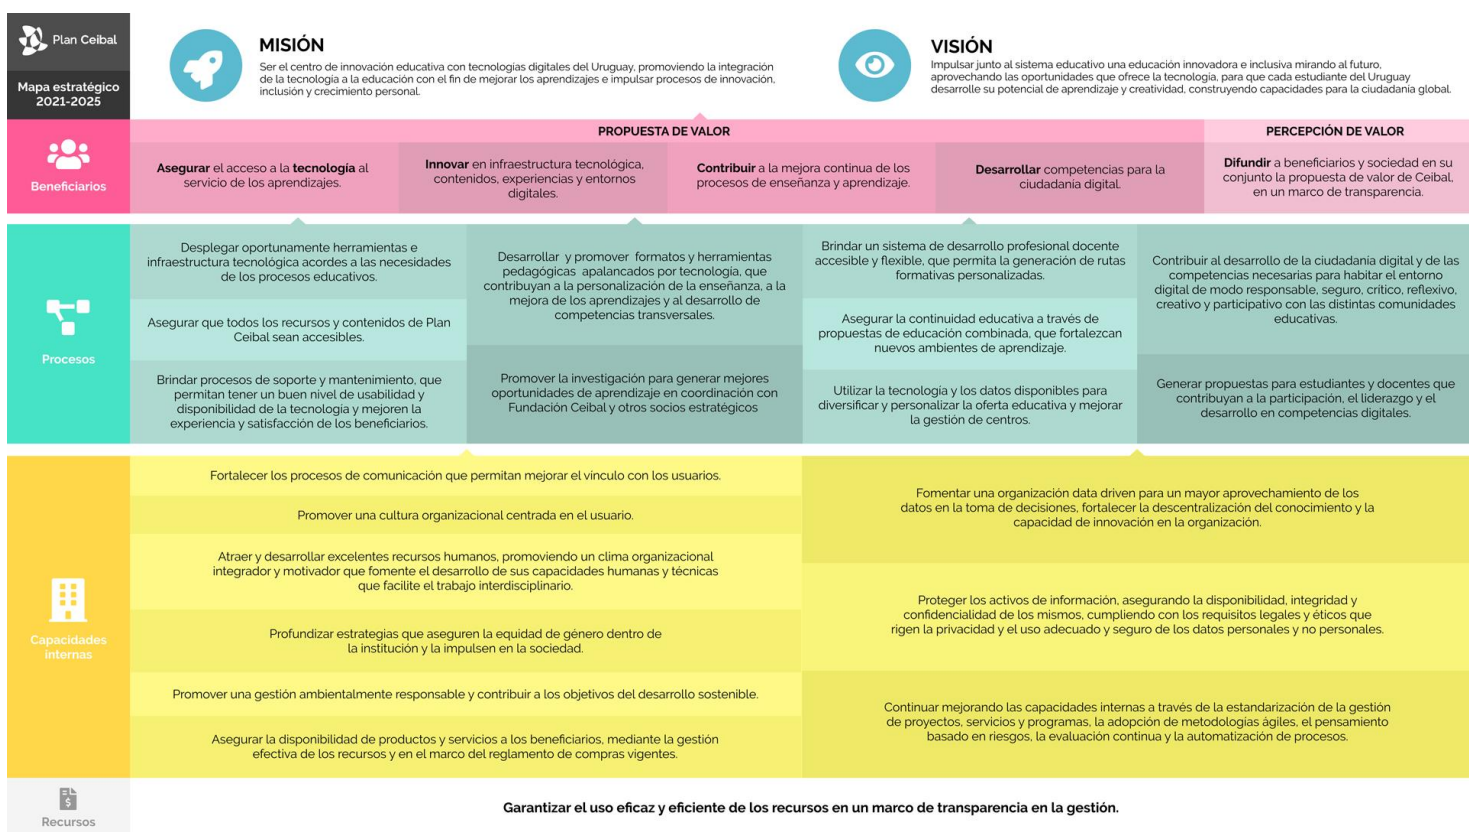 Plan Ceibal
Mapa estratégico
2021-2025
MISIÓN
Ser el centro de innovación educativa con tecnologías digitales del Uruguay, promoviendo la integración
de la tecnología a la educación con el fin de mejorar los aprendizajes e impulsar procesos de innovación,
inclusión y crecimiento personal.
VISIÓN
Impulsar junto al sistema educativo una educación innovadora e inclusiva mirando al futuro,
aprovechando las oportunidades que ofrece la tecnología, para que cada estudiante del Uruguay
desarrolle su potencial de aprendizaje y creatividad, construyendo capacidades para la ciudadanía global.
Beneficiarios
PROPUESTA DE VALOR
Asegurar el acceso a la tecnología al
servicio de los aprendizajes.
Innovar en infraestructura tecnológica,
contenidos, experiencias y entornos
digitales.
Contribuir a la mejora continua de los
procesos de enseñanza y aprendizaje.
Desarrollar competencias para la
ciudadanía digital.
PERCEPCIÓN DE VALOR
Difundir a beneficiarios y sociedad en su
conjunto la propuesta de valor de Ceibal,
en un marco de transparencia.
Procesos
Desplegar oportunamente herramientas e
infraestructura tecnológica acordes a las necesidades
de los procesos educativos.
Asegurar que todos los recursos y contenidos de Plan
Ceibal sean accesibles.
Brindar procesos de soporte y mantenimiento, que
permitan tener un buen nivel de usabilidad y
disponibilidad de la tecnología y mejoren la
experiencia y satisfacción de los beneficiarios.
Desarrollar y promover formatos y herramientas
pedagógicas apalancados por tecnología, que
contribuyan a la personalización de la enseñanza, a la
mejora de los aprendizajes y al desarrollo de
competencias transversales.
Promover la investigación para generar mejores
oportunidades de aprendizaje en coordinación con
Fundación Ceibal y otros socios estratégicos
Brindar un sistema de desarrollo profesional docente
accesible y flexible, que permita la generación de rutas
formativas personalizadas.
Asegurar la continuidad educativa a través de
propuestas de educación combinada, que fortalezcan
nuevos ambientes de aprendizaje.
Utilizar la tecnología y los datos disponibles para
diversificar y personalizar la oferta educativa y mejorar
la gestión de centros.
Contribuir al desarrollo de la ciudadanía digital y de las
competencias necesarias para habitar el entorno
digital de modo responsable, seguro, crítico, reflexivo,
creativo y participativo con las distintas comunidades
educativas.
Generar propuestas para estudiantes y docentes que
contribuyan a la participación, el liderazgo y el
desarrollo en competencias digitales.
Capacidades
internas
Fortalecer los procesos de comunicación que permitan mejorar el vínculo con los usuarios.
Promover una cultura organizacional centrada en el usuario.
Atraer y desarrollar excelentes recursos humanos, promoviendo un clima organizacional
integrador y motivador que fomente el desarrollo de sus capacidades humanas y técnicas
que facilite el trabajo interdisciplinario.
Profundizar estrategias que aseguren la equidad de género dentro de
la institución y la impulsen en la sociedad.
Promover una gestión ambientalmente responsable y contribuir a los objetivos del desarrollo sostenible.
Asegurar la disponibilidad de productos y servicios a los beneficiarios, mediante la gestión
efectiva de los recursos y en el marco del reglamento de compras vigentes.
Fomentar una organización data driven para un mayor aprovechamiento de los
datos en la toma de decisiones, fortalecer la descentralización del conocimiento y la
capacidad de innovación en la organización.
Proteger los activos de información, asegurando la disponibilidad, integridad y
confidencialidad de los mismos, cumpliendo con los requisitos legales y éticos que
rigen la privacidad y el uso adecuado y seguro de los datos personales y no personales.
Continuar mejorando las capacidades internas a través de la estandarización de la gestión
de proyectos, servicios y programas, la adopción de metodologías ágiles, el pensamiento
basado en riesgos, la evaluación continua y la automatización de procesos.
Recursos
Garantizar el uso eficaz y eficiente de los recursos en un marco de transparencia en la gestión.